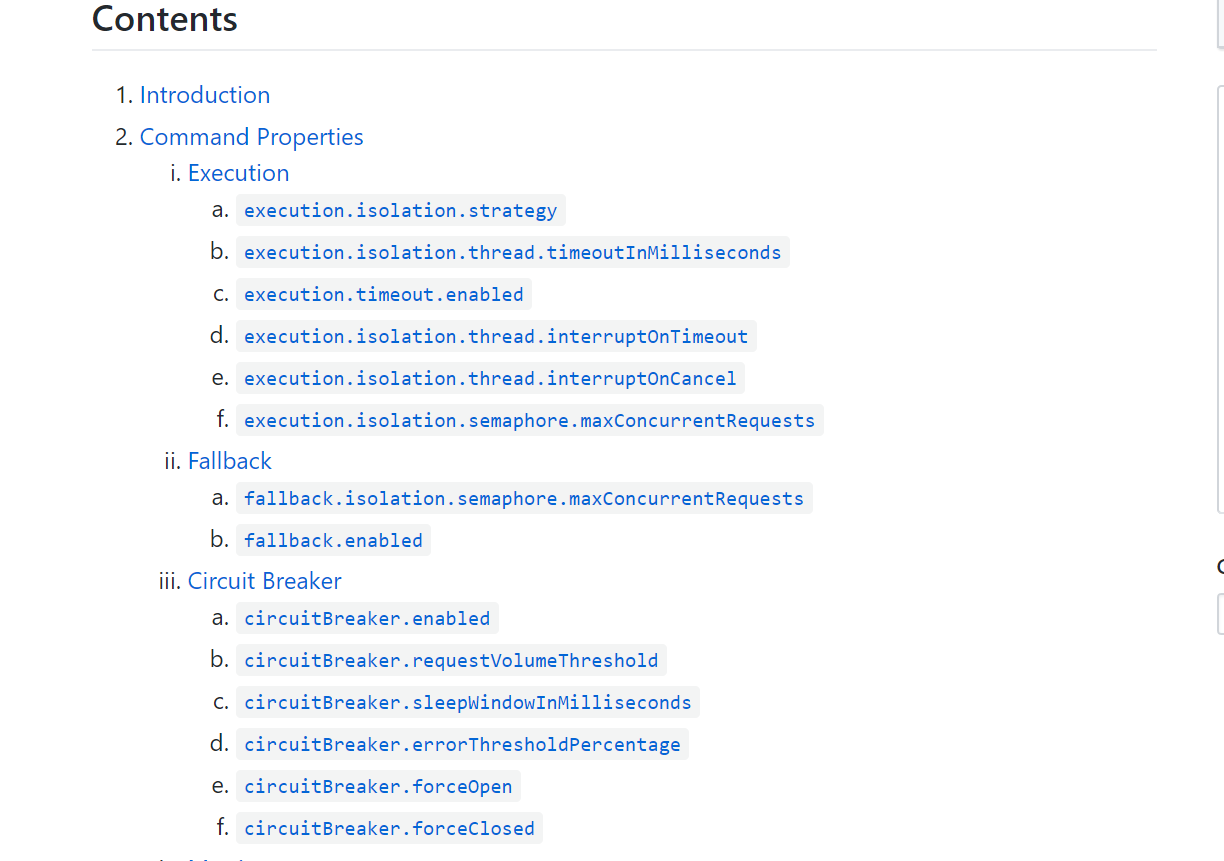 Contents
1. Introduction
2. Command Properties
i. Execution
a. execution.isolation.strategy
b. execution.isolation.thread.timeoutInMilliseconds
c. execution.timeout.enabled
d. execution.isolation.thread.interruptOnTimeout
e. execution.isolation.thread.interruptOnCancel
f. execution.isolation.semaphore.maxConcurrentRequests
ii. Fallback
a. fallback.isolation.semaphore.maxConcurrentRequests
b. fallback.enabled
iii. Circuit Breaker
a. circuitBreaker.enabled
b. circuitBreaker.requestVolumeThreshold
c. circuitBreaker.sleepWindowInMilliseconds
d. circuitBreaker.errorThresholdPercentage
e. circuitBreaker.forceOpen
f. circuitBreaker.forceClosed